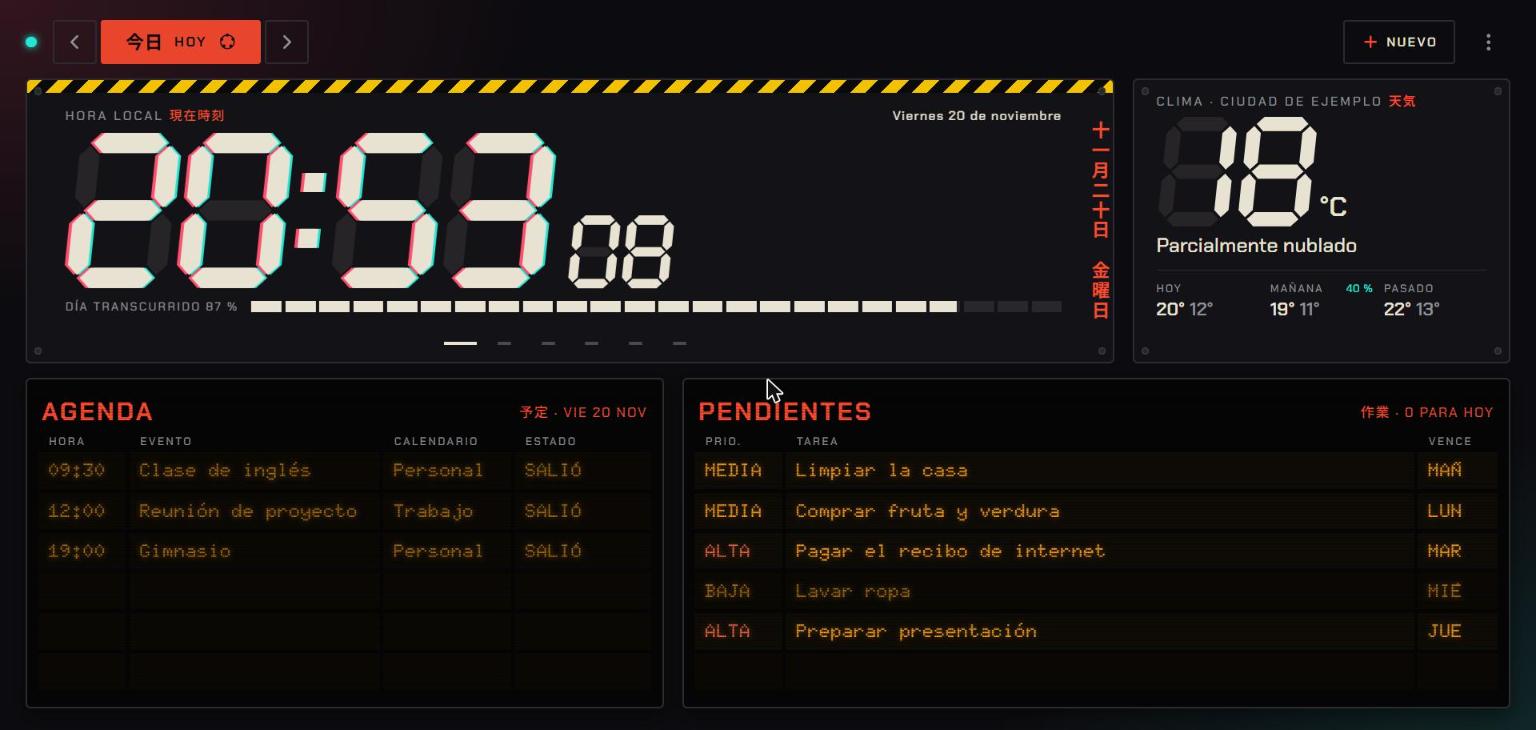 今日 HOY
+ NUEVO
HORA LOCAL 現在時刻
Viernes 20 de noviembre
20:53 08
十一月二十日 金曜日
DÍA TRANSCURRIDO 87 %
CLIMA · CIUDAD DE EJEMPLO 天気
18 °C
Parcialmente nublado
HOY MAÑANA 40 % PASADO
20° 12° 19° 11° 22° 13°
AGENDA 予定 · VIE 20 NOV
HORA EVENTO CALENDARIO ESTADO
09:30 Clase de inglés Personal SALIÓ
12:00 Reunión de proyecto Trabajo SALIÓ
19:00 Gimnasio Personal SALIÓ
PENDIENTES 作業 · 0 PARA HOY
PRIO. TAREA VENCE
MEDIA Limpiar la casa MAÑ
MEDIA Comprar fruta y verdura LUN
ALTA Pagar el recibo de internet MAR
BAJA Lavar ropa MIÉ
ALTA Preparar presentación JUE